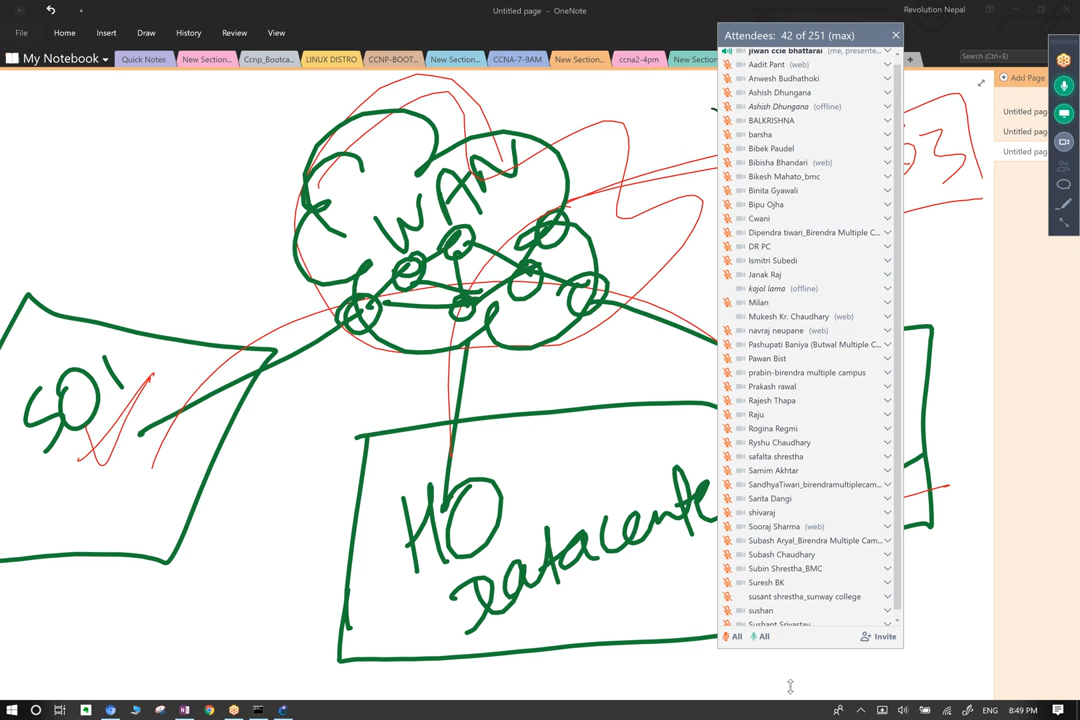 Untitled page - OneNote
Revolution Nepal
File Home Insert Draw History Review View
My Notebook
Quick Notes
New Section...
Ccnp_Bootca...
LINUX DISTRO
CCNP-BOOT...
New Section...
CCNA-7-9AM
New Section...
ccna2-4pm
New Section
Search (Ctrl+E)
Add Page
Untitled pag
Untitled pag
Untitled pag
Attendees: 42 of 251 (max)
jiwan ccie bhattarai (me, presente...
Aadit Pant (web)
Anwesh Budhathoki
Ashish Dhungana
Ashish Dhungana (offline)
BALKRISHNA
barsha
Bibek Paudel
Bibisha Bhandari (web)
Bikesh Mahato_bmc
Binita Gyawali
Bipu Ojha
Cwani
Dipendra tiwari_Birendra Multiple C...
DR PC
Ismitri Subedi
Janak Raj
kajol lama (offline)
Milan
Mukesh Kr. Chaudhary (web)
navraj neupane (web)
Pashupati Baniya (Butwal Multiple C...
Pawan Bist
prabin-birendra multiple campus
Prakash rawal
Rajesh Thapa
Raju
Rogina Regmi
Ryshu Chaudhary
safalta shrestha
Samim Akhtar
SandhyaTiwari_birendramultiplecam...
Sarita Dangi
shivaraj
Sooraj Sharma (web)
Subash Aryal_Birendra Multiple Cam...
Subash Chaudhary
Subin Shrestha_BMC
Suresh BK
susant shrestha_sunway college
sushan
Sushant Srivastav
All All Invite
WAN
HO
Datacente
ENG 8:49 PM